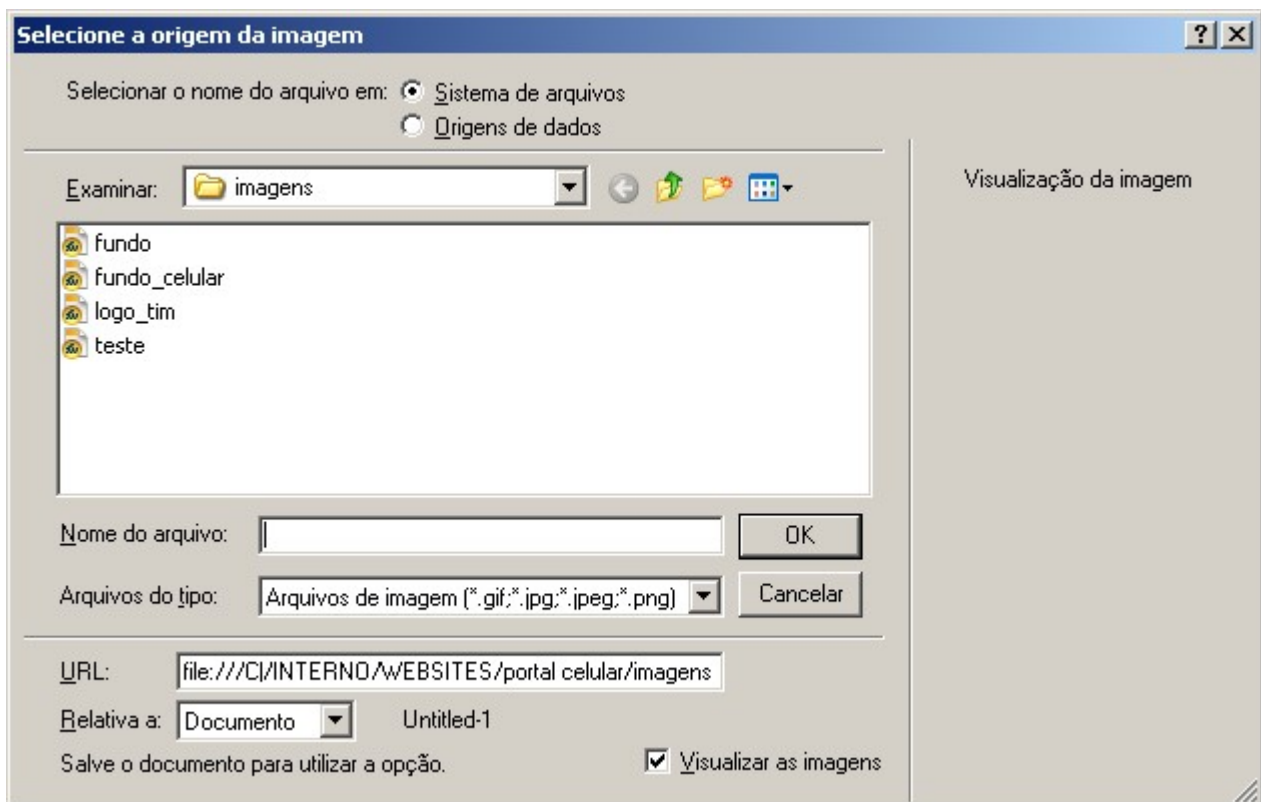 Selecione a origem da imagem
Selecionar o nome do arquivo em: Sistema de arquivos
Origens de dados
Examinar: imagens
Visualização da imagem
fundo
fundo_celular
logo_tim
teste
Nome do arquivo: OK
Arquivos do tipo: Arquivos de imagem (*.gif;*.jpg;*.jpeg;*.png) Cancelar
URL: file:///C|/INTERNO/WEBSITES/portal celular/imagens
Relativa a: Documento Untitled-1
Salve o documento para utilizar a opção. Visualizar as imagens